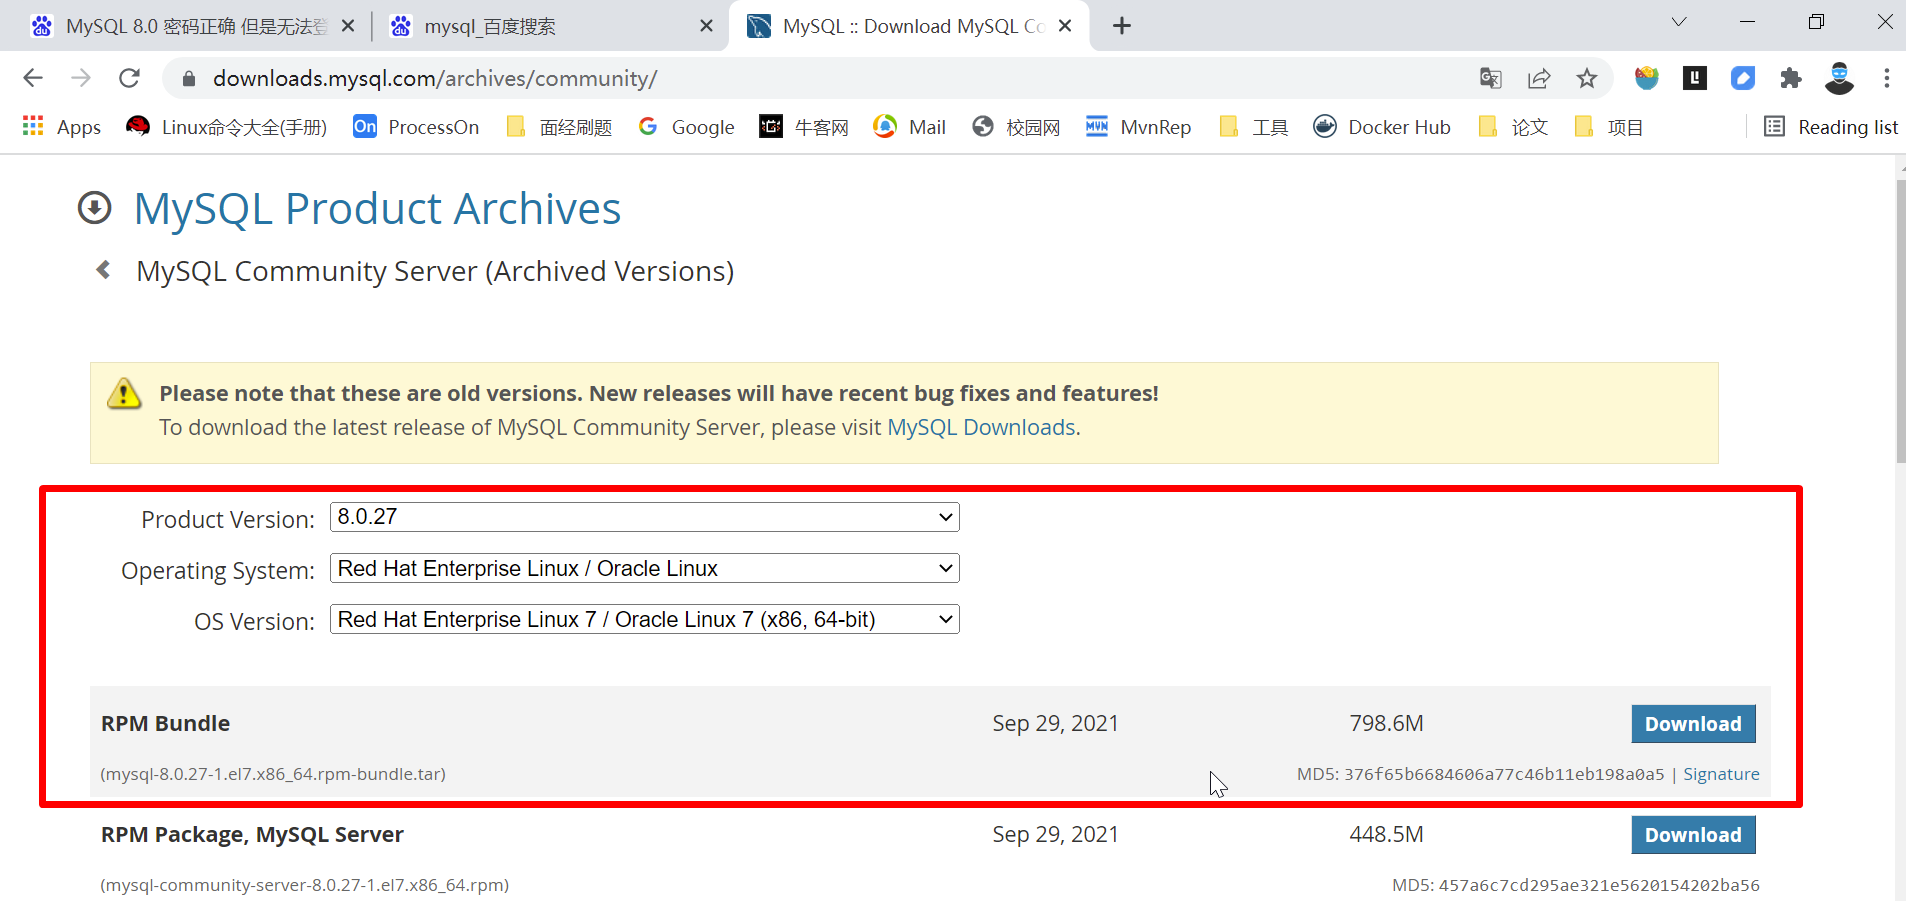 MySQL 8.0 密码正确 但是无法登
mysql_百度搜索
MySQL :: Download MySQL Co
downloads.mysql.com/archives/community/
Apps
Linux命令大全(手册)
On ProcessOn
面经刷题
Google
牛客网
Mail
校园网
MVN MvnRep
工具
Docker Hub
论文
项目
Reading list
MySQL Product Archives
MySQL Community Server (Archived Versions)
Please note that these are old versions. New releases will have recent bug fixes and features!
To download the latest release of MySQL Community Server, please visit MySQL Downloads.
Product Version: 8.0.27
Operating System: Red Hat Enterprise Linux / Oracle Linux
OS Version: Red Hat Enterprise Linux 7 / Oracle Linux 7 (x86, 64-bit)
RPM Bundle Sep 29, 2021 798.6M Download
(mysql-8.0.27-1.el7.x86_64.rpm-bundle.tar) MD5: 376f65b6684606a77c46b11eb198a0a5 | Signature
RPM Package, MySQL Server Sep 29, 2021 448.5M Download
(mysql-community-server-8.0.27-1.el7.x86_64.rpm) MD5: 457a6c7cd295ae321e5620154202ba56